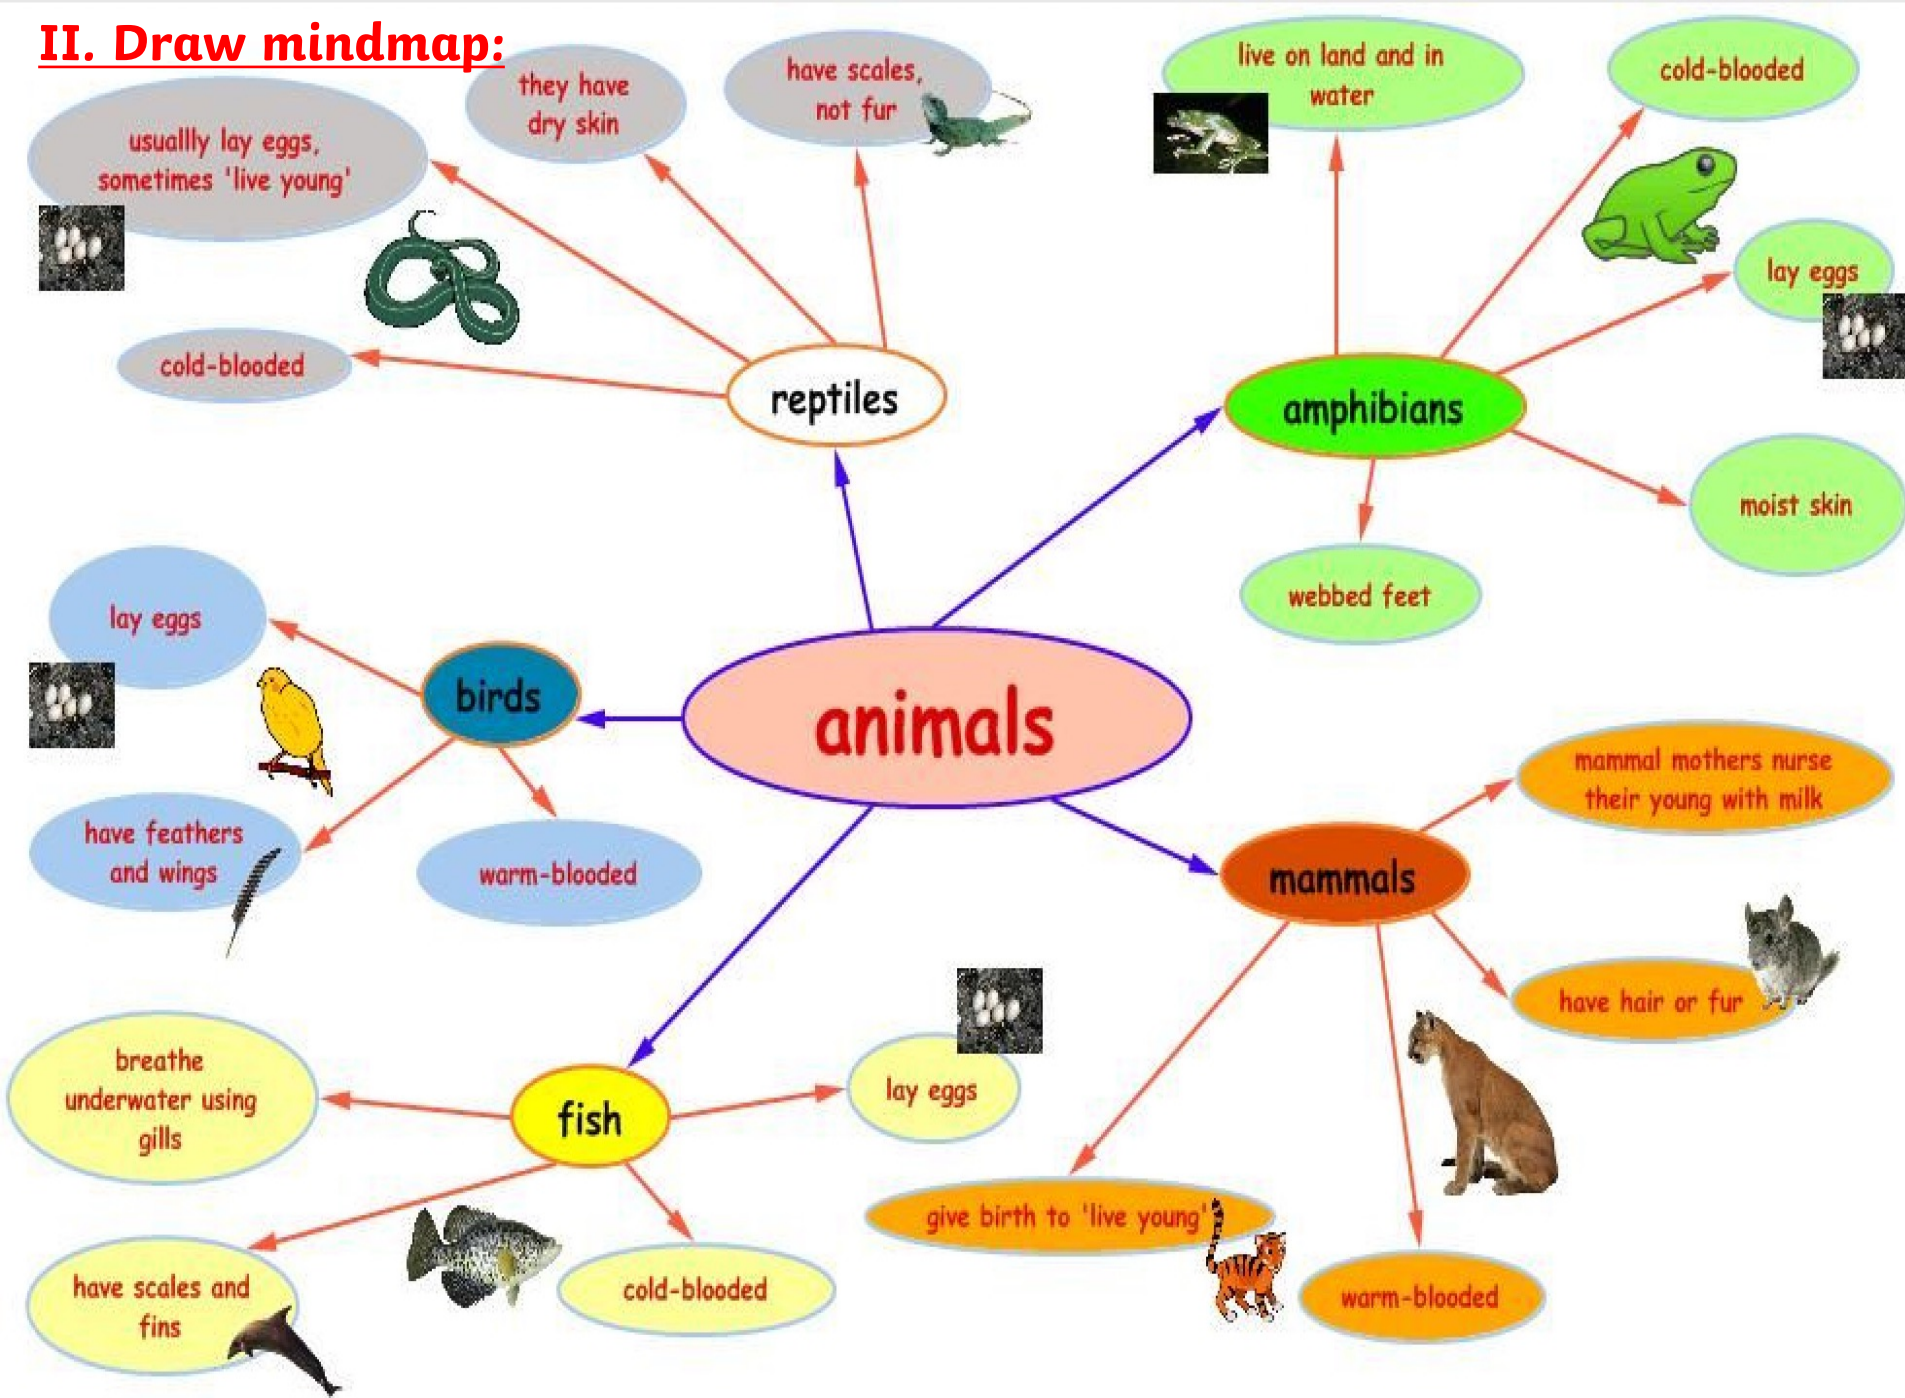 II. Draw mindmap:
usuallly lay eggs,
sometimes 'live young'
they have
dry skin
have scales,
not fur
cold-blooded
reptiles
live on land and in
water
cold-blooded
lay eggs
amphibians
moist skin
webbed feet
animals
lay eggs
birds
have feathers
and wings
warm-blooded
mammal mothers nurse
their young with milk
mammals
have hair or fur
give birth to 'live young'
warm-blooded
breathe
underwater using
gills
fish
lay eggs
have scales and
fins
cold-blooded